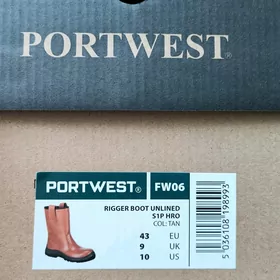 PORTWEST®
PORTWEST® FW06
RIGGER BOOT UNLINED
S1P HRO
COL: TAN
43 EU
9 UK
10 US
5 036108 198993